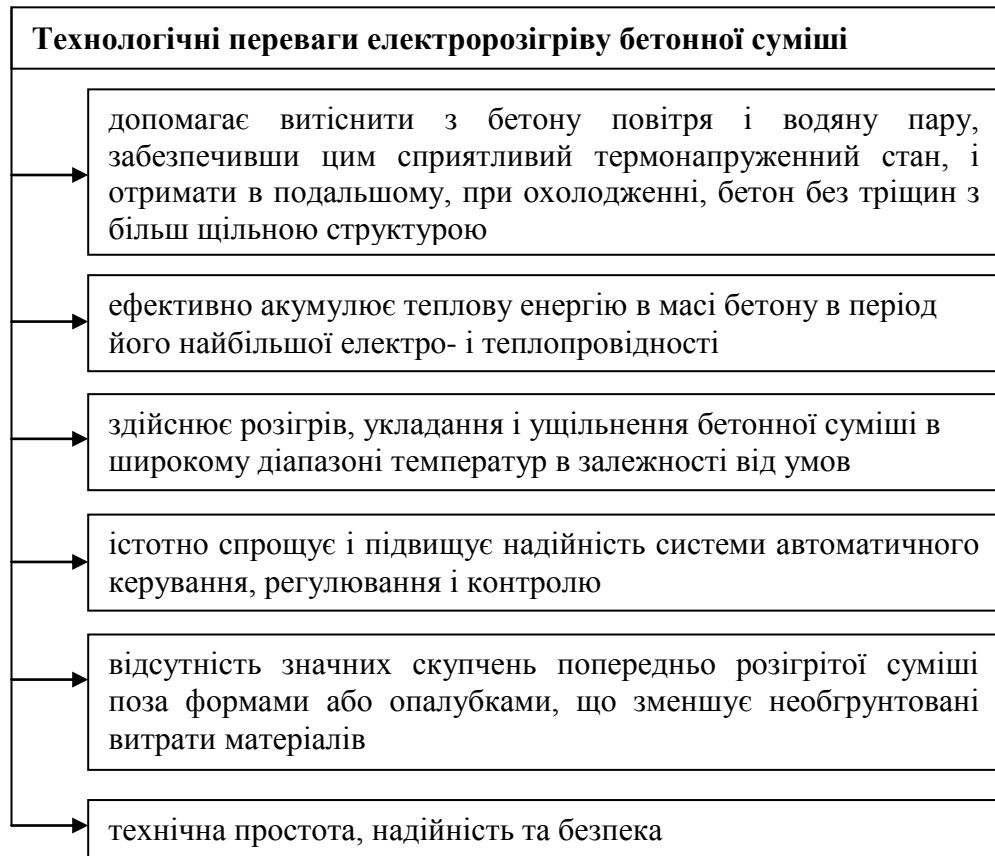 Технологічні переваги електророзігріву бетонної суміші
допомагає витіснити з бетону повітря і водяну пару,
забезпечивши цим сприятливий термонапруженний стан, і
отримати в подальшому, при охолодженні, бетон без тріщин з
більш щільною структурою
ефективно акумулює теплову енергію в масі бетону в період
його найбільшої електро- і теплопровідності
здійснює розігрів, укладання і ущільнення бетонної суміші в
широкому діапазоні температур в залежності від умов
істотно спрощує і підвищує надійність системи автоматичного
керування, регулювання і контролю
відсутність значних скупчень попередньо розігрітої суміші
поза формами або опалубками, що зменшує необгрунтовані
витрати матеріалів
технічна простота, надійність та безпека